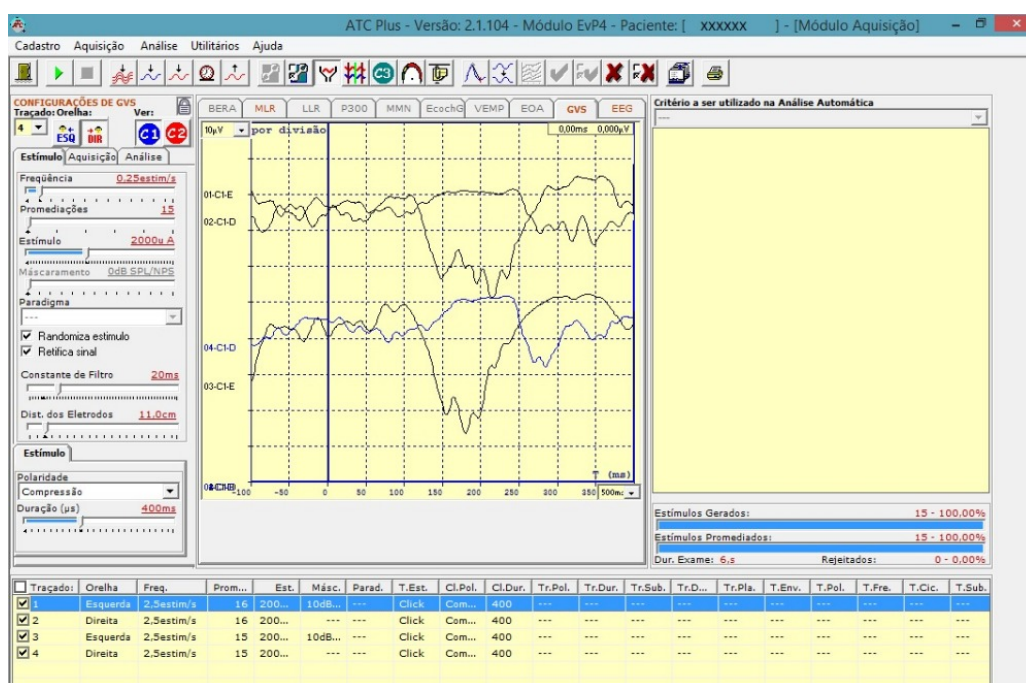 ATC Plus - Versão: 2.1.104 - Módulo EvP4 - Paciente: [ XXXXXX ] - [Módulo Aquisição]
Cadastro Aquisição Análise Utilitários Ajuda
CONFIGURAÇÕES DE GVS
Traçado: Orelha: Ver:
4 ESQ DIR C1 C2
Estímulo Aquisição Análise
Freqüência 0.25estim/s
Promediações 15
Estímulo 2000u A
Máscaramento 0dB SPL/NPS
Paradigma
---
Randomiza estimulo
Retifica sinal
Constante de Filtro 20ms
Dist. dos Eletrodos 11.0cm
Estímulo
Polaridade
Compressão
Duração (µs) 400ms
BERA MLR LLR P300 MMN EcochG VEMP EOA GVS EEG
10µV por divisão 0,00ms 0,000µV
01-C1-E
02-C1-D
04-C1-D
03-C1-E
T (ms)
-100 -50 0 50 100 150 200 250 300 350 500m
Critério a ser utilizado na Análise Automática
---
Estímulos Gerados: 15 - 100,00%
Estímulos Promediados: 15 - 100,00%
Dur. Exame: 6,s Rejeitados: 0 - 0,00%
Traçado: Orelha Freq. Prom... Est. Másc. Parad. T.Est. Cl.Pol. Cl.Dur. Tr.Pol. Tr.Dur. Tr.Sub. Tr.D... Tr.Pla. T.Env. T.Pol. T.Fre. T.Cic. T.Sub.
1 Esquerda 2,5estim/s 16 200... 10dB... --- Click Com... 400 --- --- --- --- --- --- --- --- --- ---
2 Direita 2,5estim/s 16 200... --- --- Click Com... 400 --- --- --- --- --- --- --- --- --- ---
3 Esquerda 2,5estim/s 15 200... 10dB... --- Click Com... 400 --- --- --- --- --- --- --- --- --- ---
4 Direita 2,5estim/s 15 200... --- --- Click Com... 400 --- --- --- --- --- --- --- --- --- ---